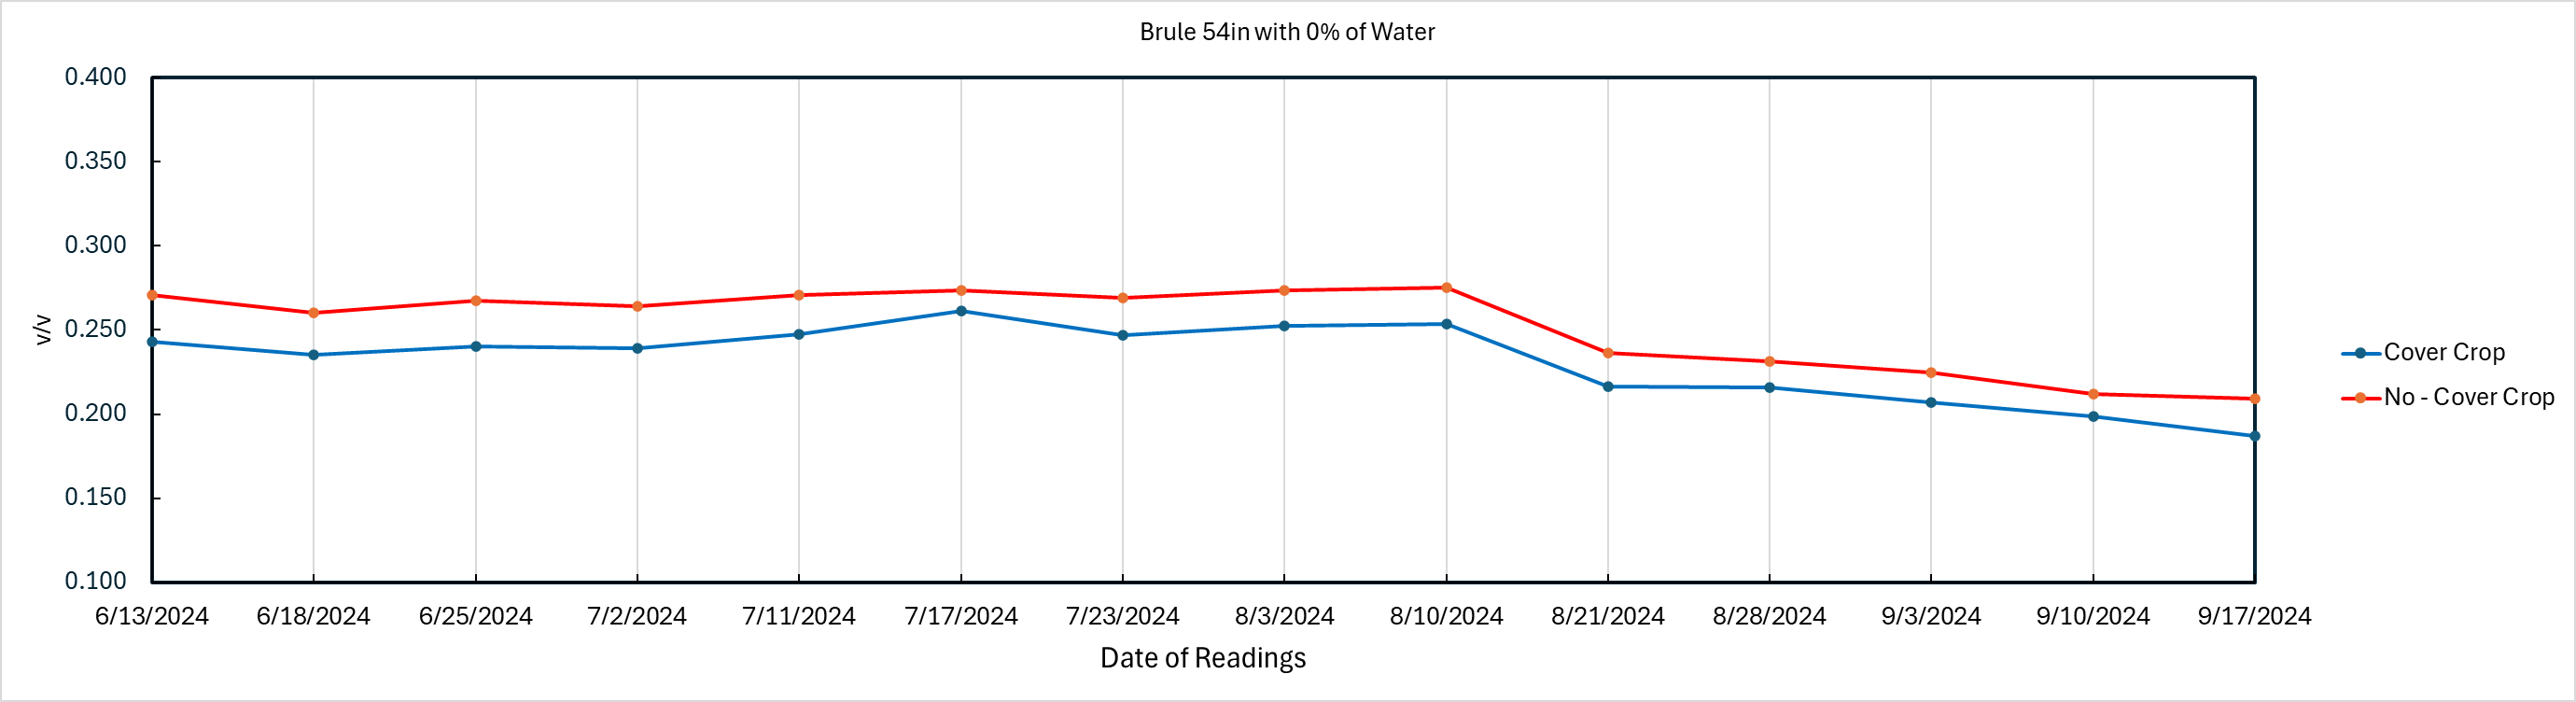 Brule 54in with 0% of Water
0.400
0.350
0.300
0.250
0.200
0.150
0.100
v/v
6/13/2024 6/18/2024 6/25/2024 7/2/2024 7/11/2024 7/17/2024 7/23/2024 8/3/2024 8/10/2024 8/21/2024 8/28/2024 9/3/2024 9/10/2024 9/17/2024
Date of Readings
Cover Crop
No - Cover Crop